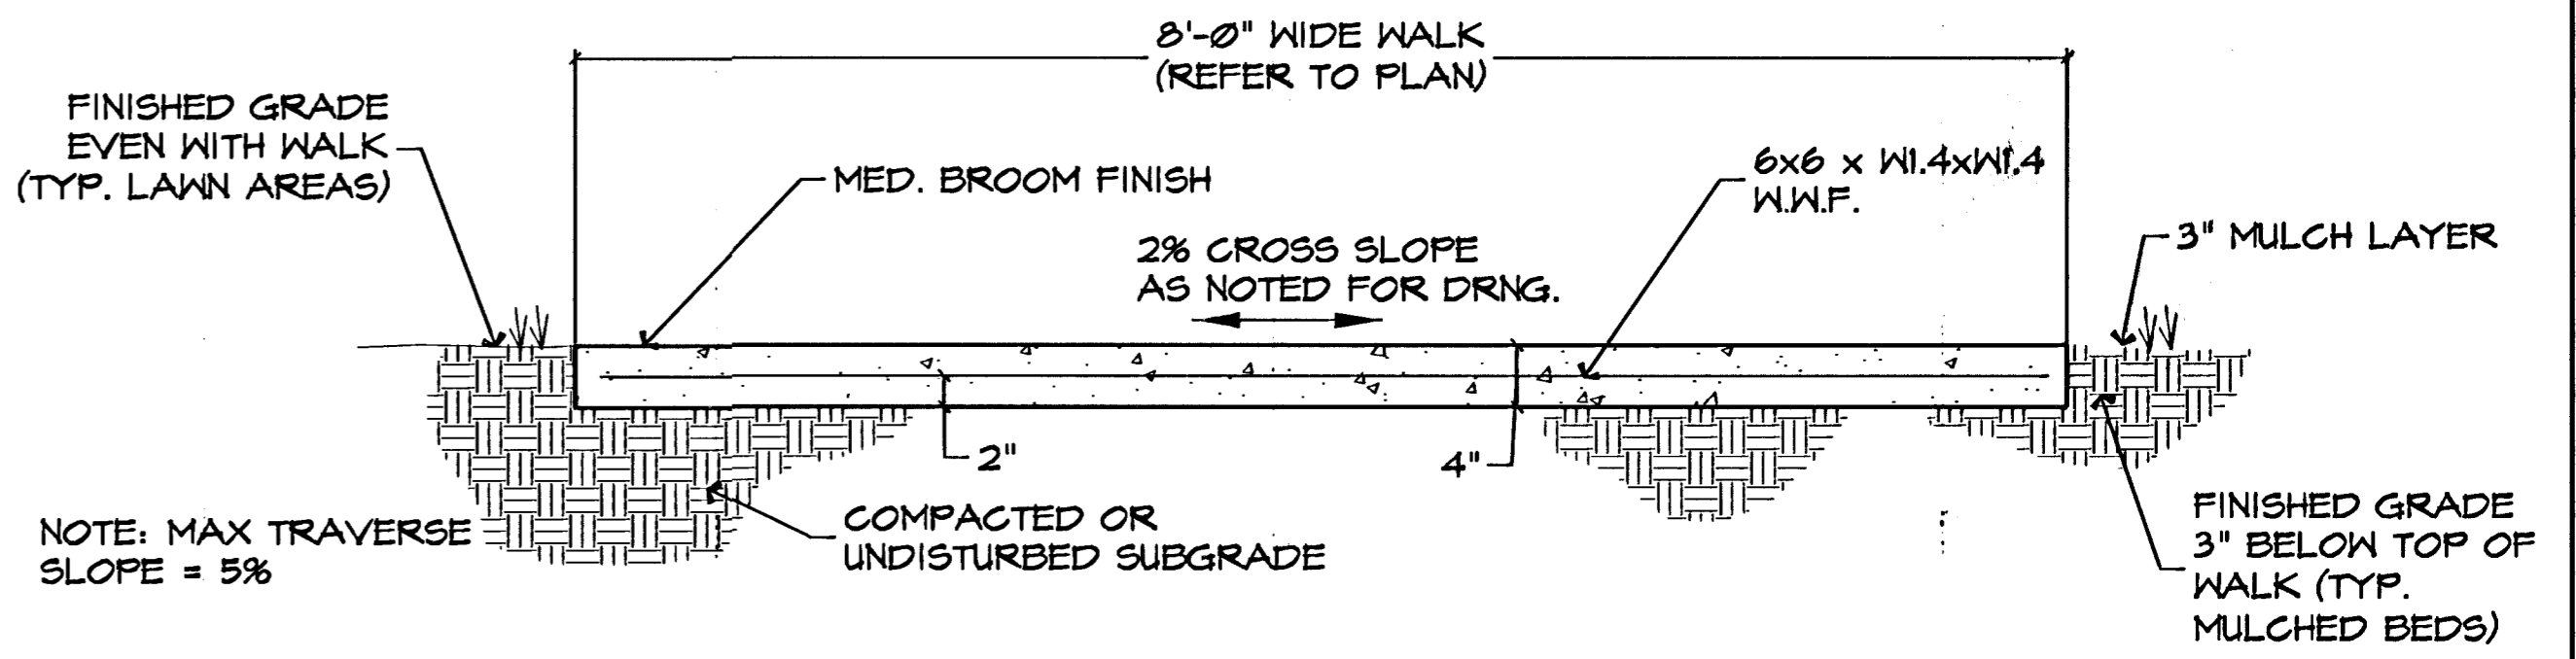 8'-0" WIDE WALK
(REFER TO PLAN)
FINISHED GRADE
EVEN WITH WALK
(TYP. LAWN AREAS)
MED. BROOM FINISH
6x6 x W1.4xW1.4
W.W.F.
2% CROSS SLOPE
AS NOTED FOR DRNG.
3" MULCH LAYER
2"
4"
NOTE: MAX TRAVERSE
SLOPE = 5%
COMPACTED OR
UNDISTURBED SUBGRADE
FINISHED GRADE
3" BELOW TOP OF
WALK (TYP.
MULCHED BEDS)